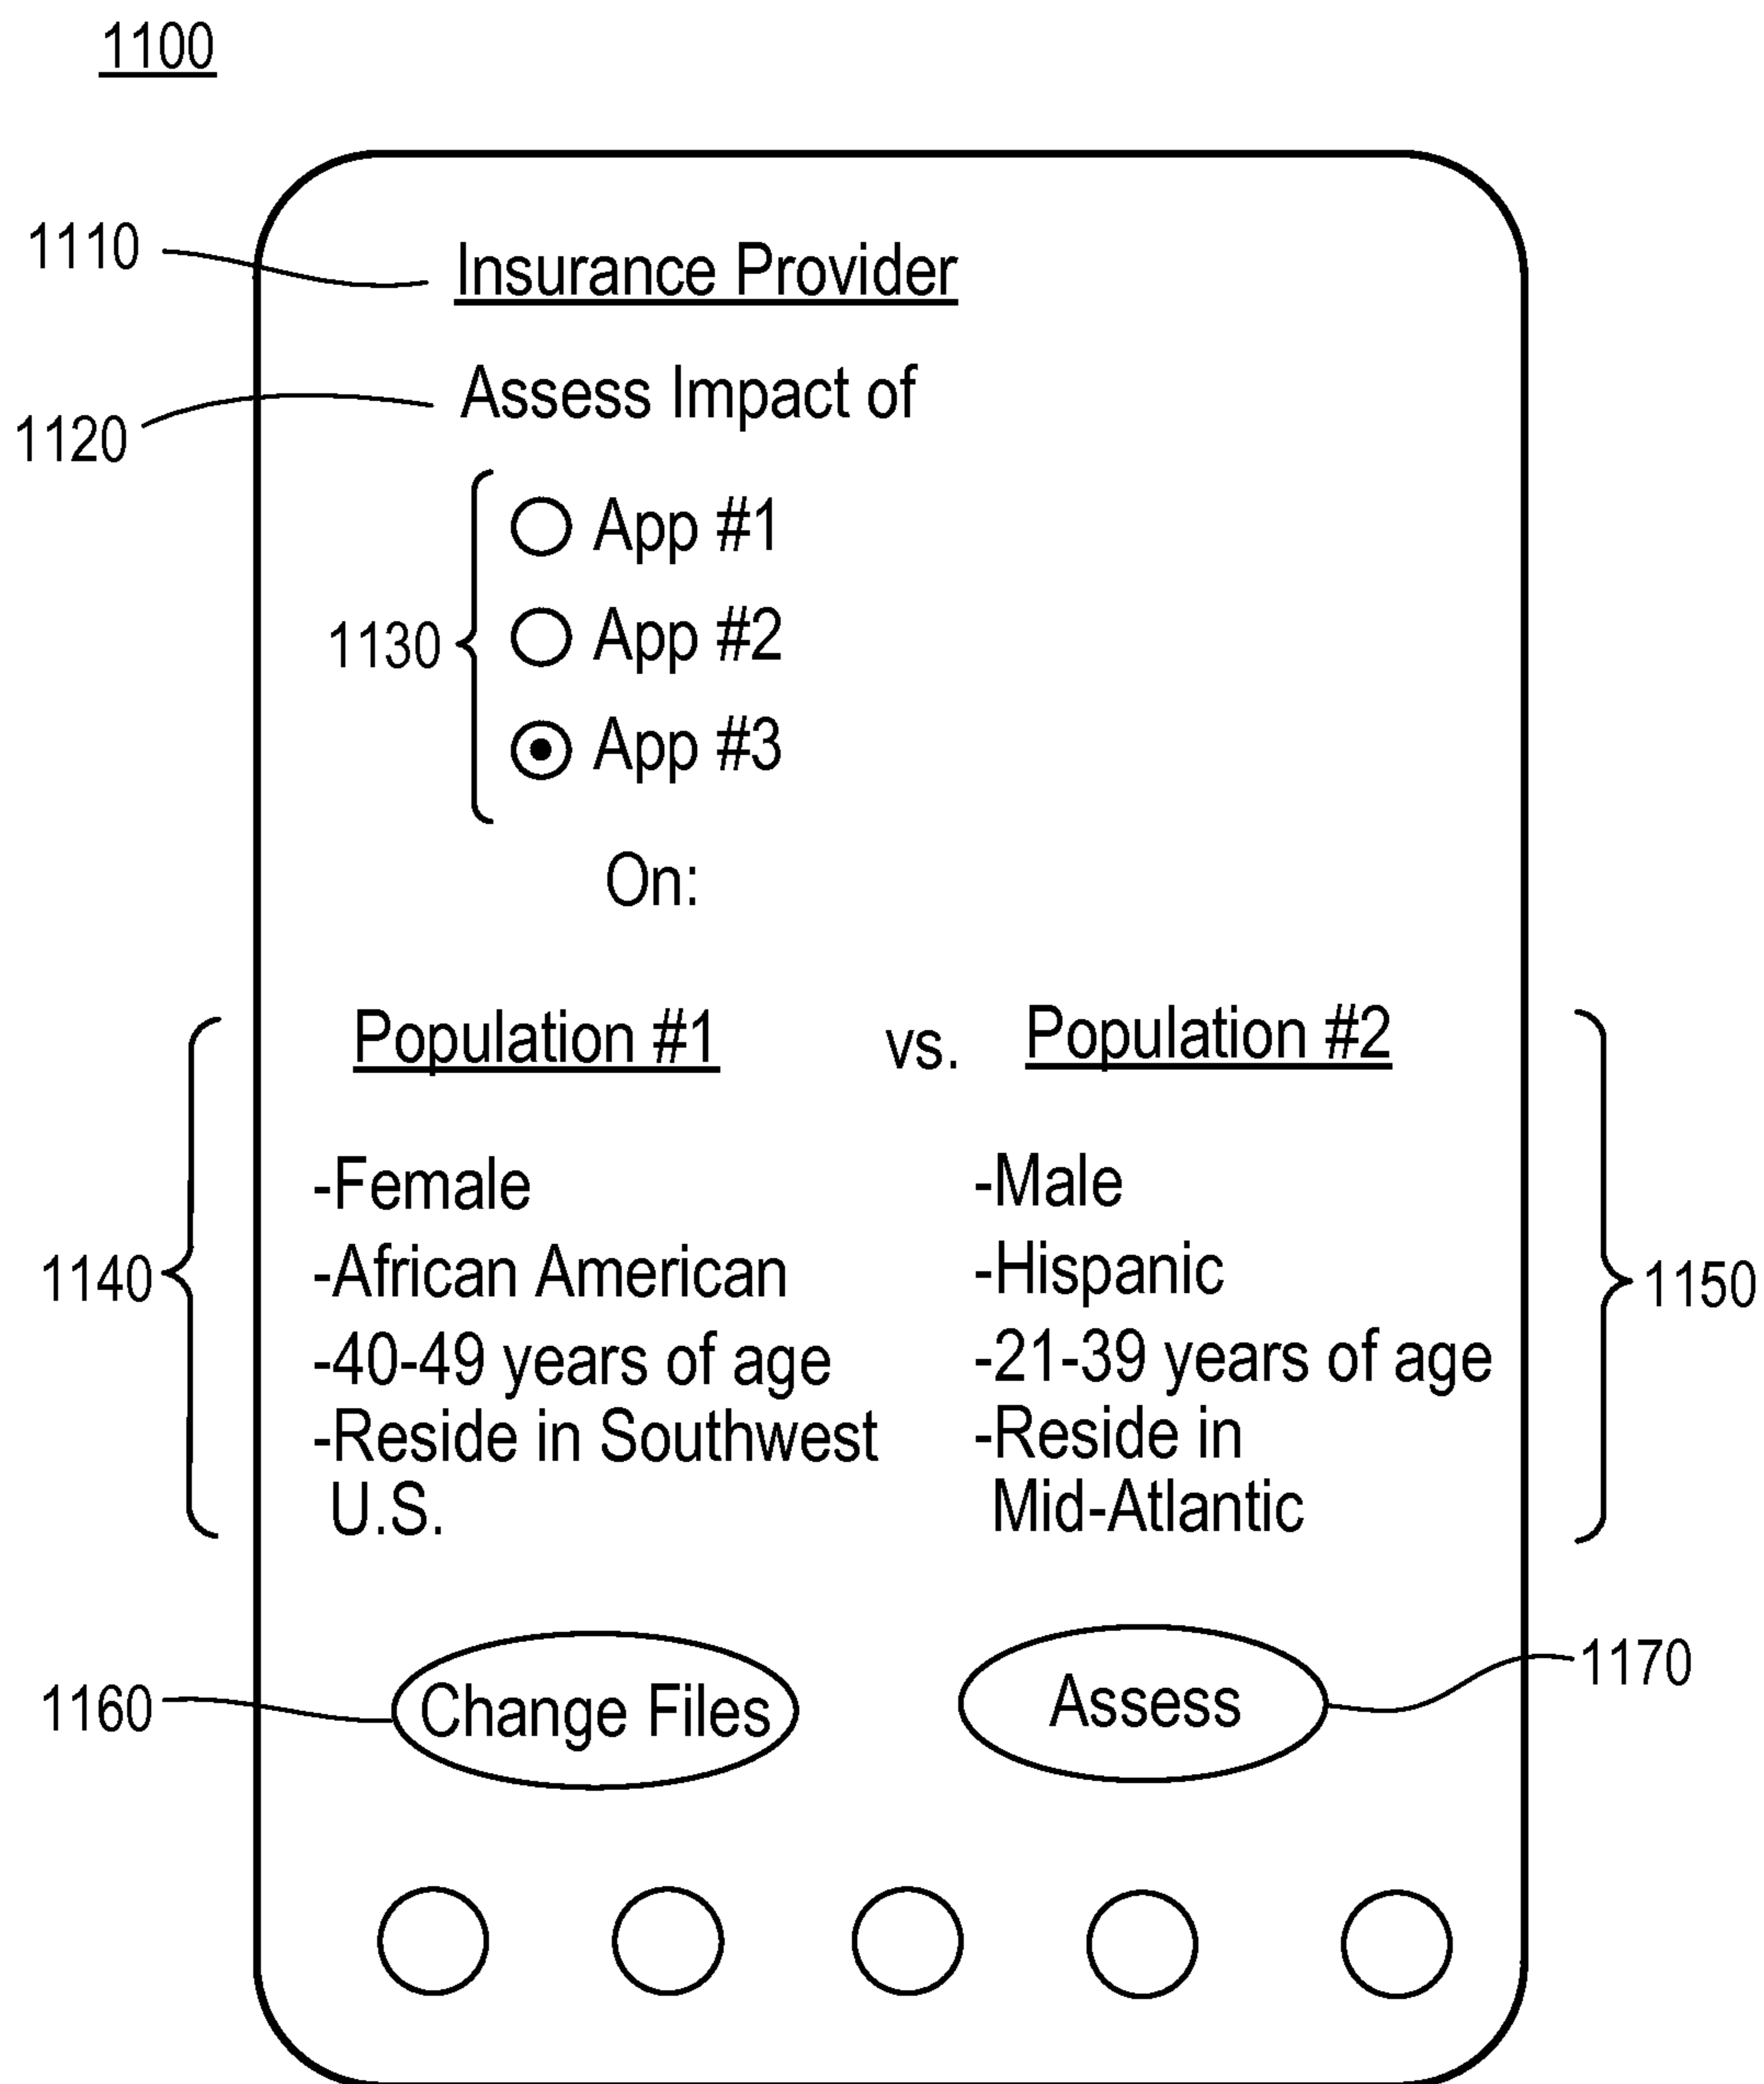 1100
1110
Insurance Provider
1120
Assess Impact of
1130
App #1
App #2
App #3
On:
1140
Population #1
vs.
Population #2
1150
-Female
-African American
-40-49 years of age
-Reside in Southwest
U.S.
-Male
-Hispanic
-21-39 years of age
-Reside in
Mid-Atlantic
1160
Change Files
Assess
1170